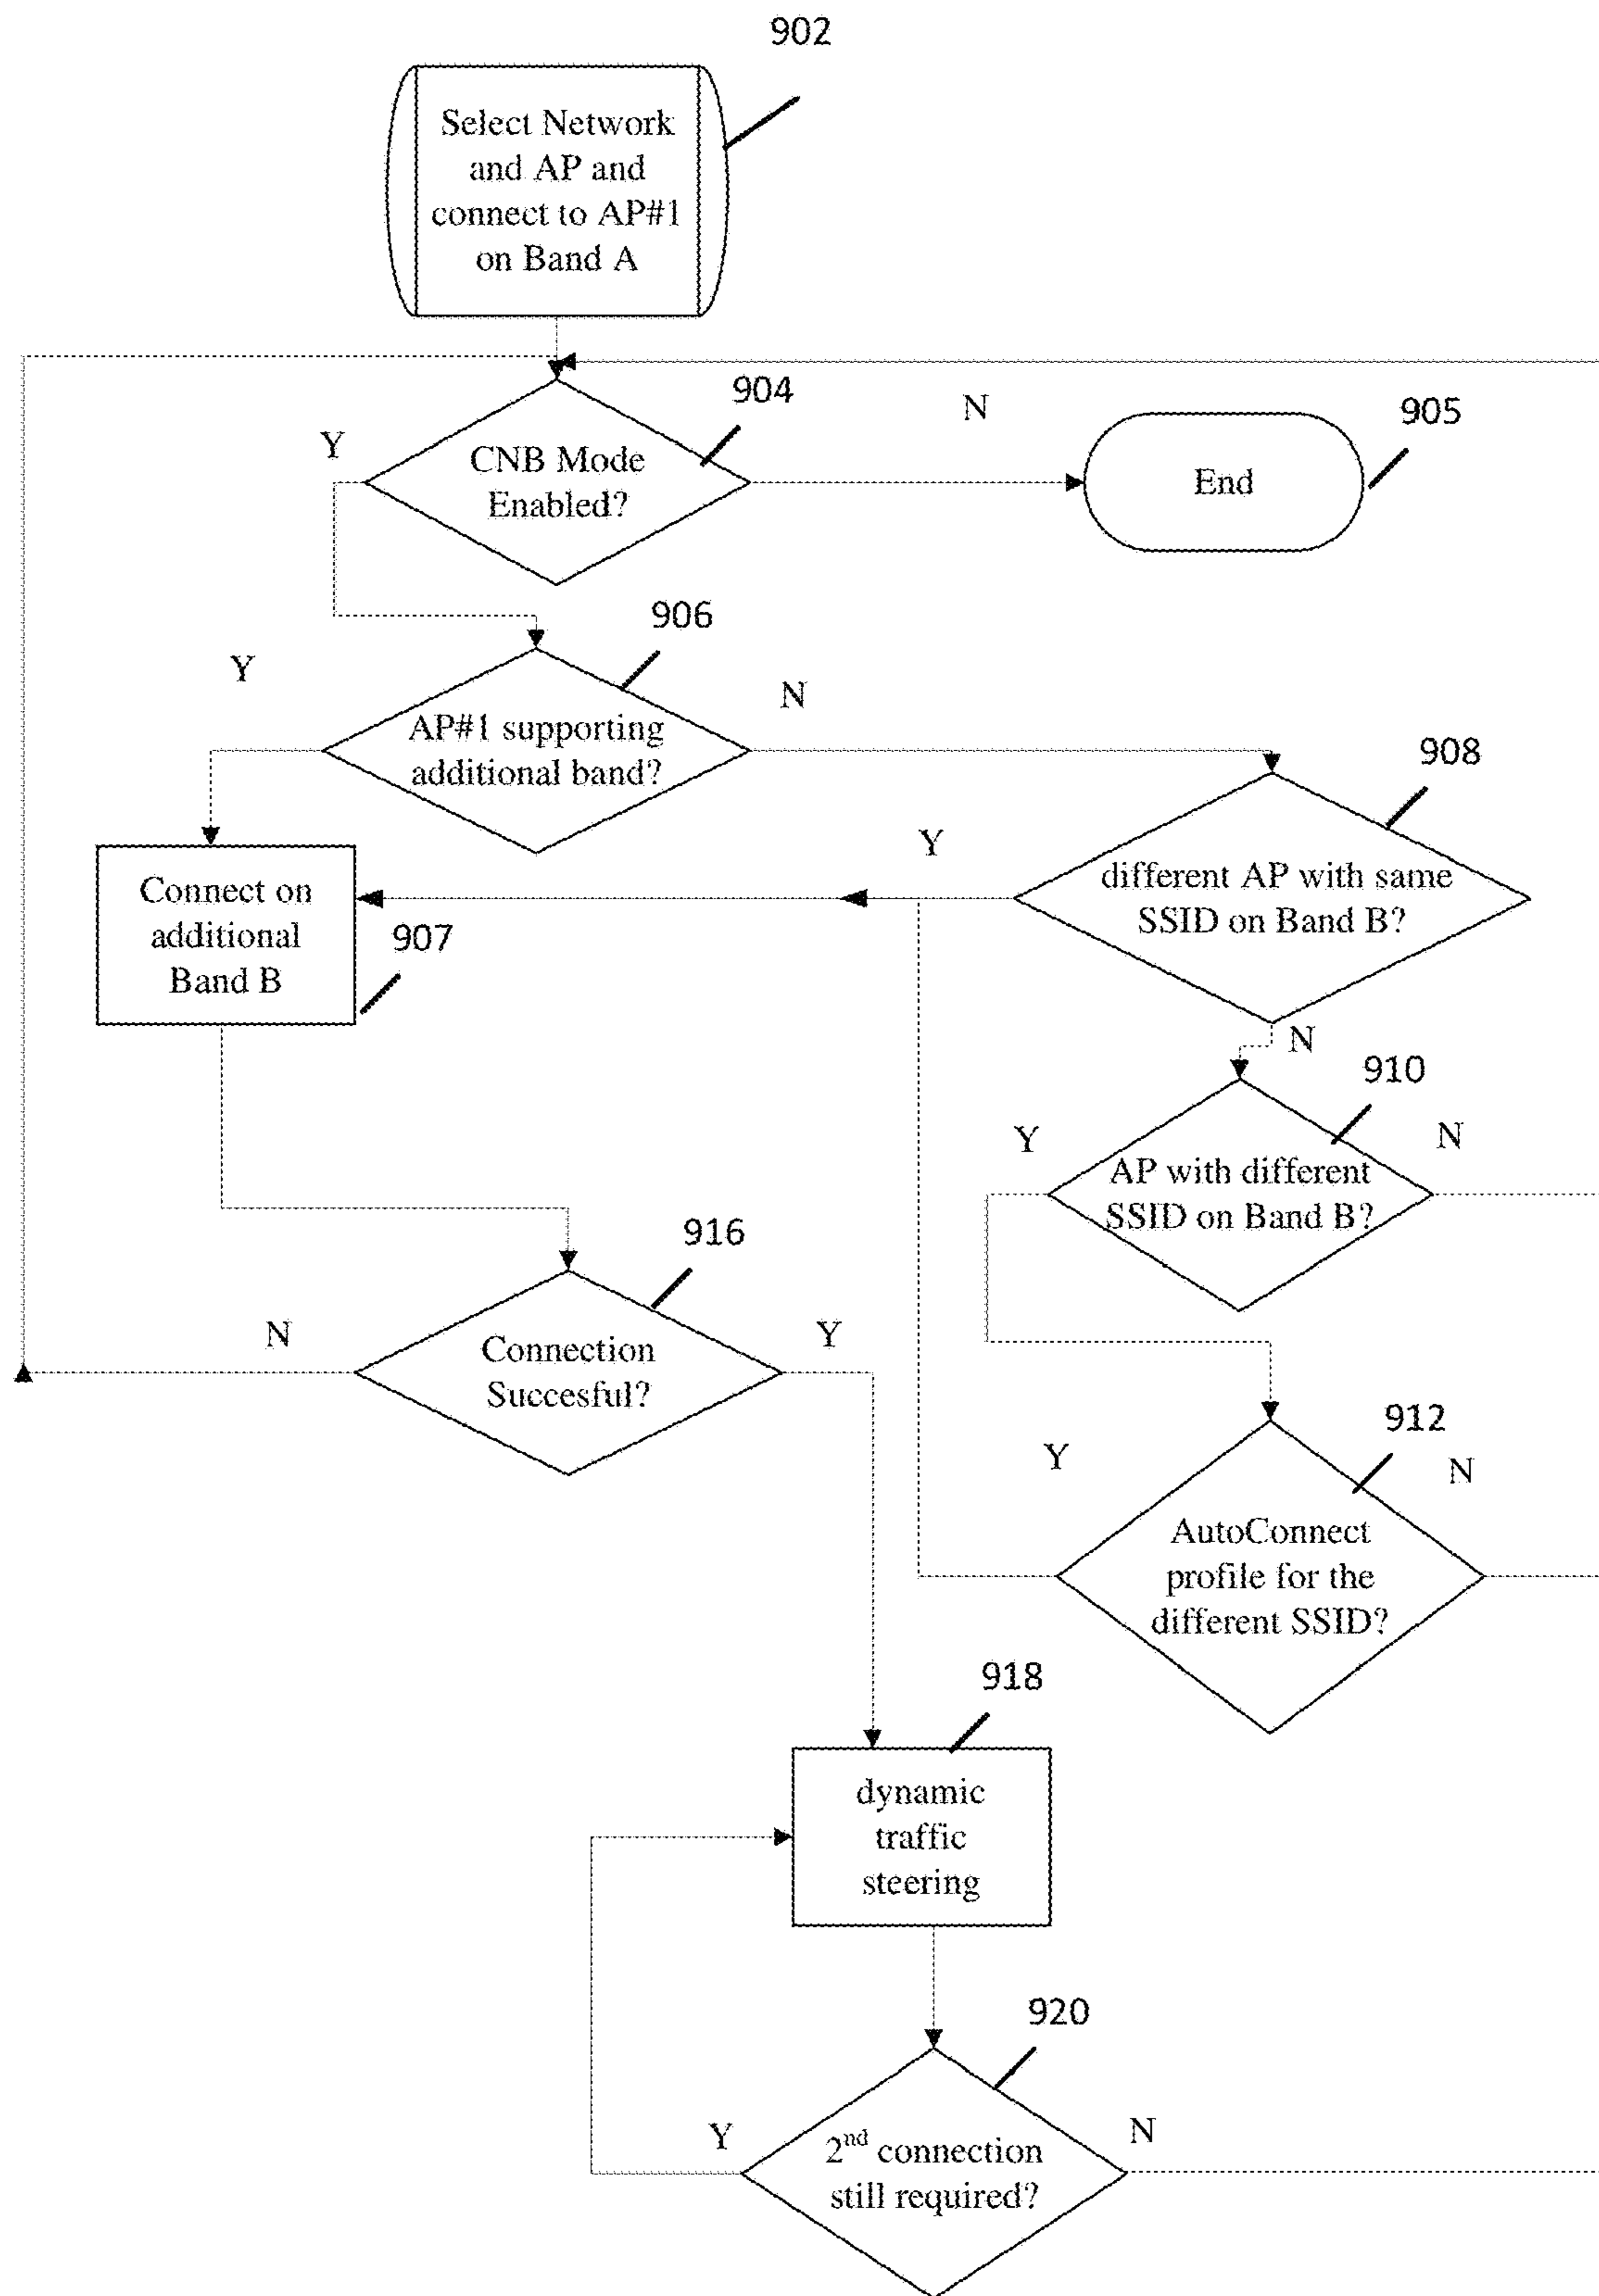 902
Select Network
and AP and
connect to AP#1
on Band A
904
N
905
Y
CNB Mode
Enabled?
End
906
Y
N
AP#1 supporting
additional band?
908
Y
different AP with same
SSID on Band B?
Connect on
additional
Band B
907
N
910
Y
N
AP with different
SSID on Band B?
916
N
Y
Connection
Succesful?
912
Y
N
AutoConnect
profile for the
different SSID?
918
dynamic
traffic
steering
920
Y
N
2nd connection
still required?